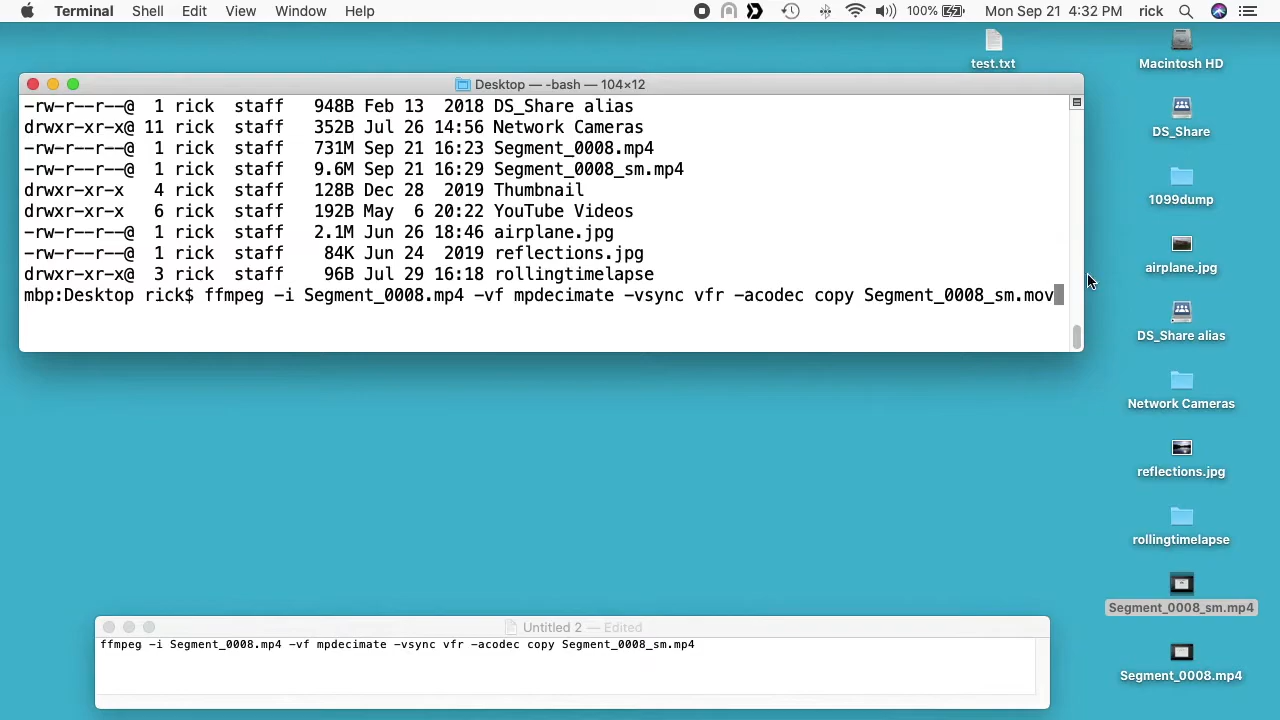 Terminal Shell Edit View Window Help 100% Mon Sep 21 4:32 PM rick
test.txt
Macintosh HD
Desktop — -bash — 104×12
-rw-r--r--@ 1 rick staff 948B Feb 13 2018 DS_Share alias
drwxr-xr-x@ 11 rick staff 352B Jul 26 14:56 Network Cameras
-rw-r--r--@ 1 rick staff 731M Sep 21 16:23 Segment_0008.mp4
-rw-r--r--@ 1 rick staff 9.6M Sep 21 16:29 Segment_0008_sm.mp4
drwxr-xr-x 4 rick staff 128B Dec 28 2019 Thumbnail
drwxr-xr-x 6 rick staff 192B May 6 20:22 YouTube Videos
-rw-r--r--@ 1 rick staff 2.1M Jun 26 18:46 airplane.jpg
-rw-r--r--@ 1 rick staff 84K Jun 24 2019 reflections.jpg
drwxr-xr-x@ 3 rick staff 96B Jul 29 16:18 rollingtimelapse
mbp:Desktop rick$ ffmpeg -i Segment_0008.mp4 -vf mpdecimate -vsync vfr -acodec copy Segment_0008_sm.mov
DS_Share
1099dump
airplane.jpg
DS_Share alias
Network Cameras
reflections.jpg
rollingtimelapse
Segment_0008_sm.mp4
Segment_0008.mp4
Untitled 2 — Edited
ffmpeg -i Segment_0008.mp4 -vf mpdecimate -vsync vfr -acodec copy Segment_0008_sm.mp4